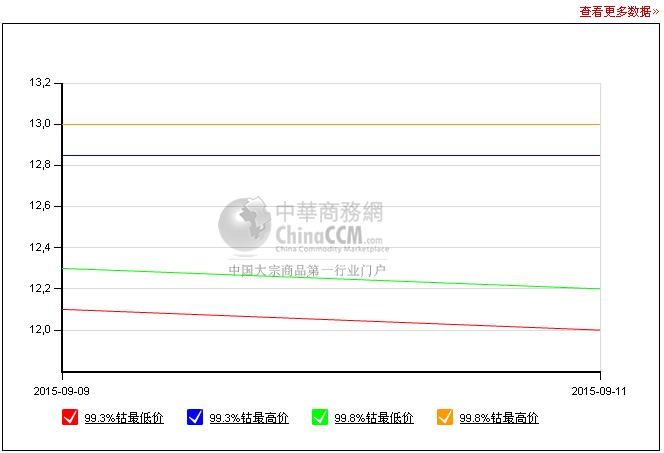 查看更多数据»
13,2
13,0
12,8
12,6
12,4
12,2
12,0
中華商務網
ChinaCCM.com
China Commodity Marketplace
中国大宗商品第一行业门户
2015-09-09 2015-09-11
99.3%钴最低价 99.3%钴最高价 99.8%钴最低价 99.8%钴最高价